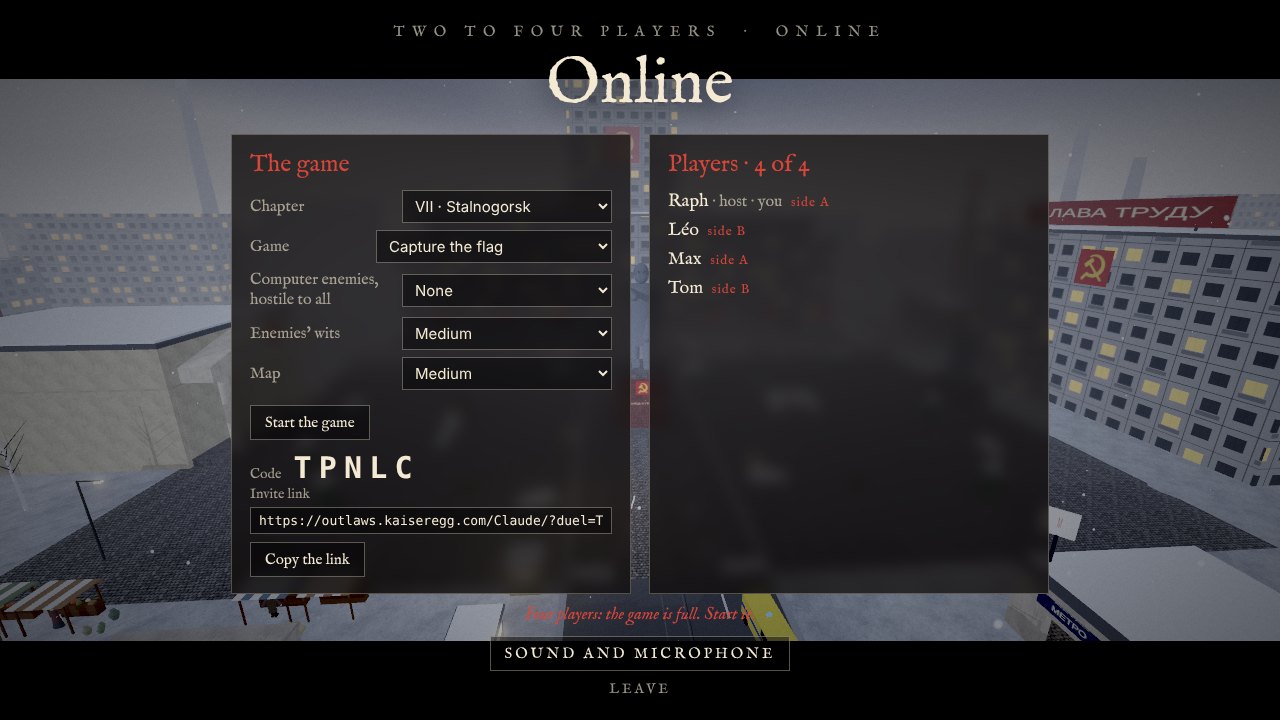 TWO TO FOUR PLAYERS · ONLINE
Online
The game
Chapter
VII · Stalnogorsk
Game
Capture the flag
Computer enemies,
hostile to all
None
Enemies' wits
Medium
Map
Medium
Start the game
Code TPNLC
Invite link
https://outlaws.kaiseregg.com/Claude/?duel=T
Copy the link
Players · 4 of 4
Raph · host · you side A
Léo side B
Max side A
Tom side B
ЛАВА ТРУДУ
МЕТРО
Four players: the game is full. Start it.
SOUND AND MICROPHONE
LEAVE